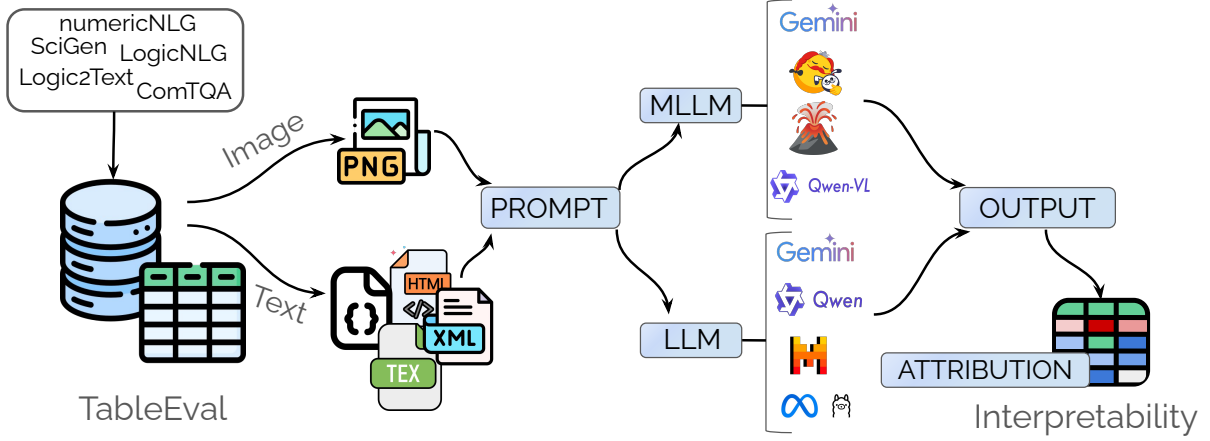 numericNLG
SciGen
LogicNLG
Logic2Text
ComTQA
Image
PNG
Text
HTML
</>
{}
XML
TEX
TableEval
PROMPT
MLLM
LLM
Gemini
Qwen-VL
Gemini
Qwen
OUTPUT
ATTRIBUTION
Interpretability